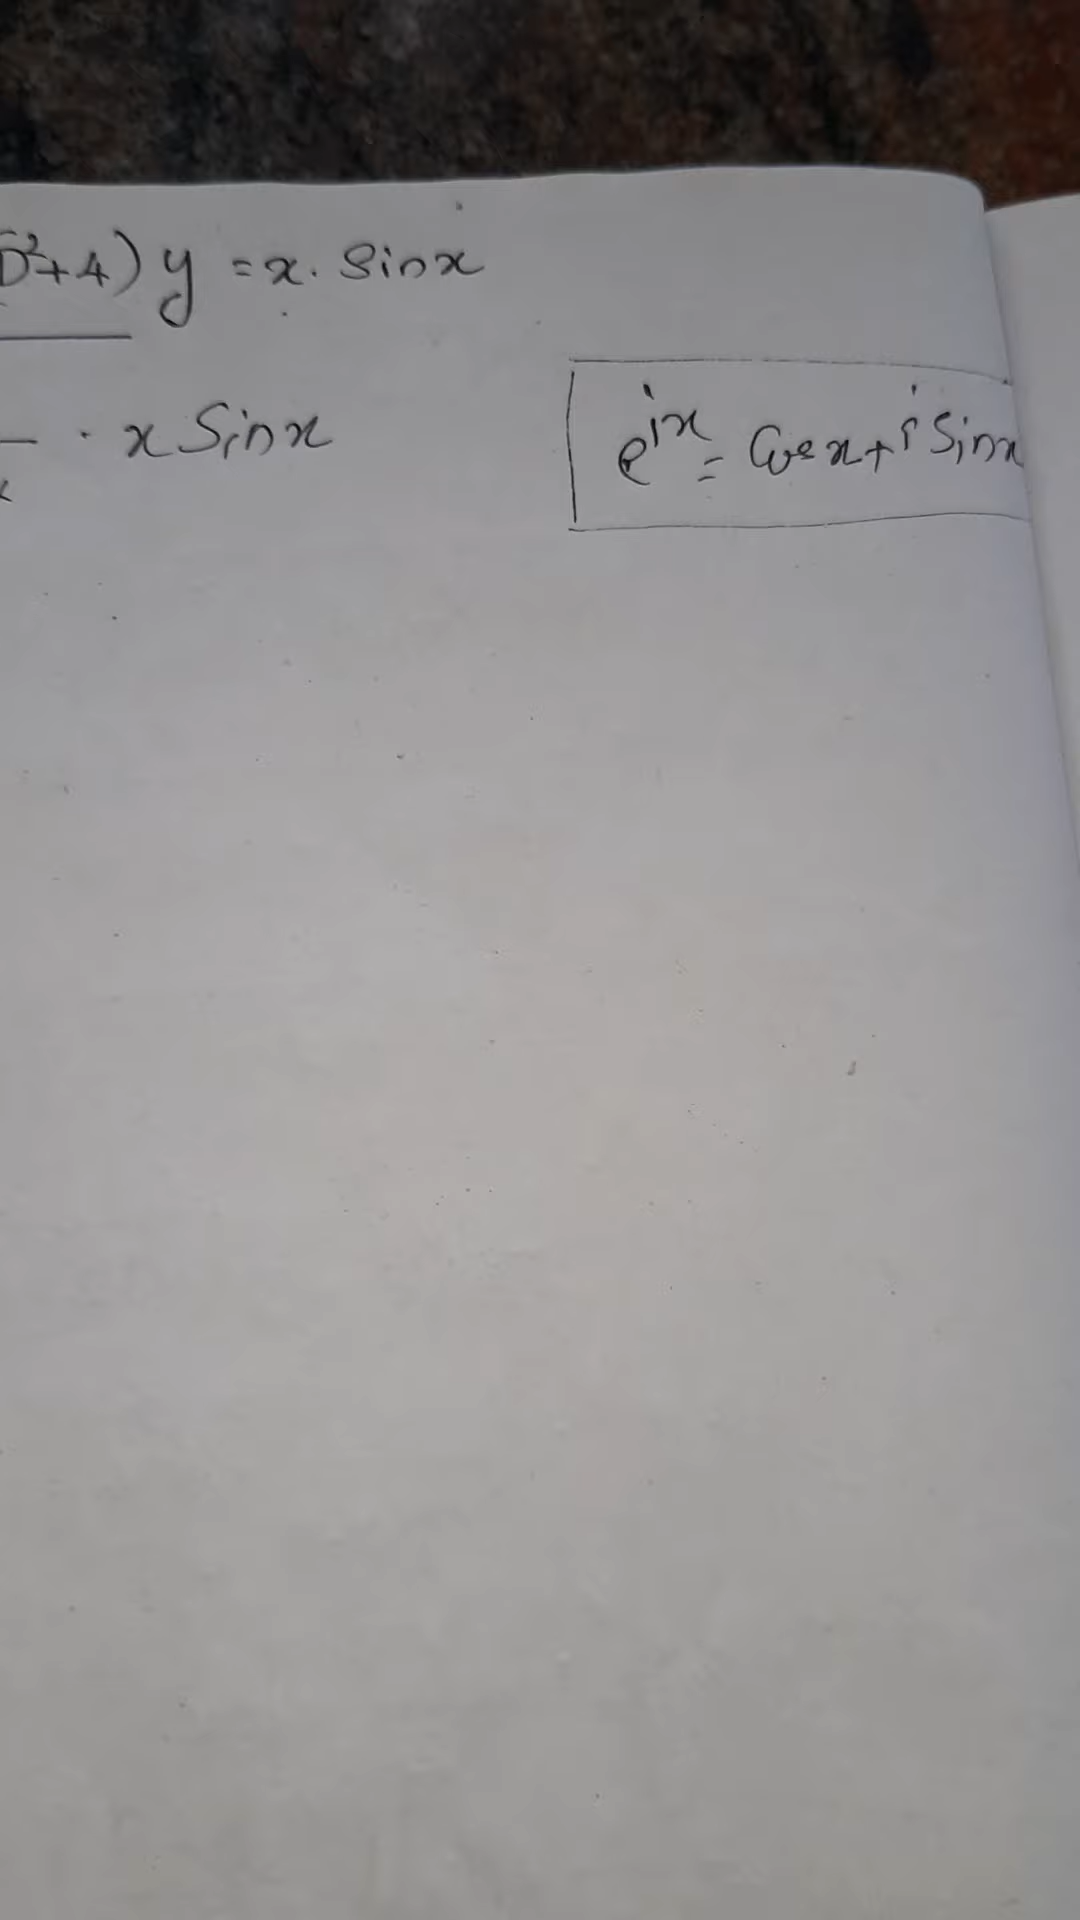 D²+4) y = x. Sinx
. x Sinx
e^ix = Cosx + i Sinx